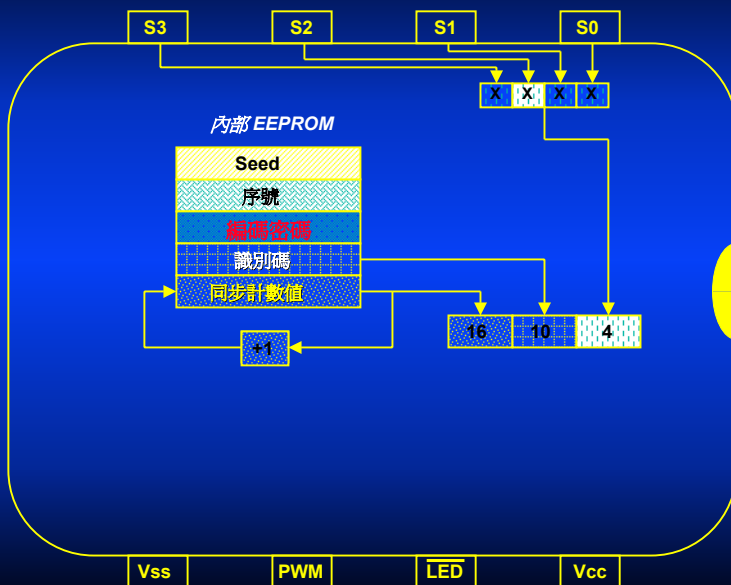 S3 S2 S1 S0
X X X X
內部 EEPROM
Seed
序號
編碼密碼
識別碼
同步計數值
16 10 4
+1
Vss PWM LED Vcc